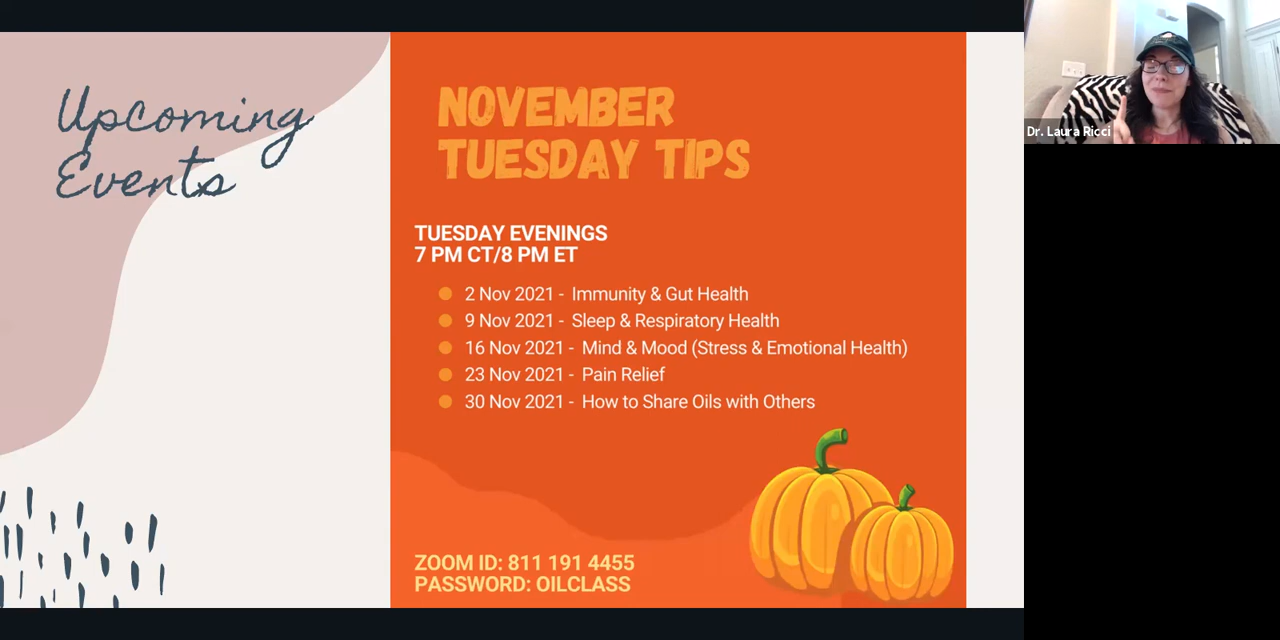 Upcoming
Events
NOVEMBER
TUESDAY TIPS
TUESDAY EVENINGS
7 PM CT/8 PM ET
2 Nov 2021 - Immunity & Gut Health
9 Nov 2021 - Sleep & Respiratory Health
16 Nov 2021 - Mind & Mood (Stress & Emotional Health)
23 Nov 2021 - Pain Relief
30 Nov 2021 - How to Share Oils with Others
ZOOM ID: 811 191 4455
PASSWORD: OILCLASS
Dr. Laura Ricci